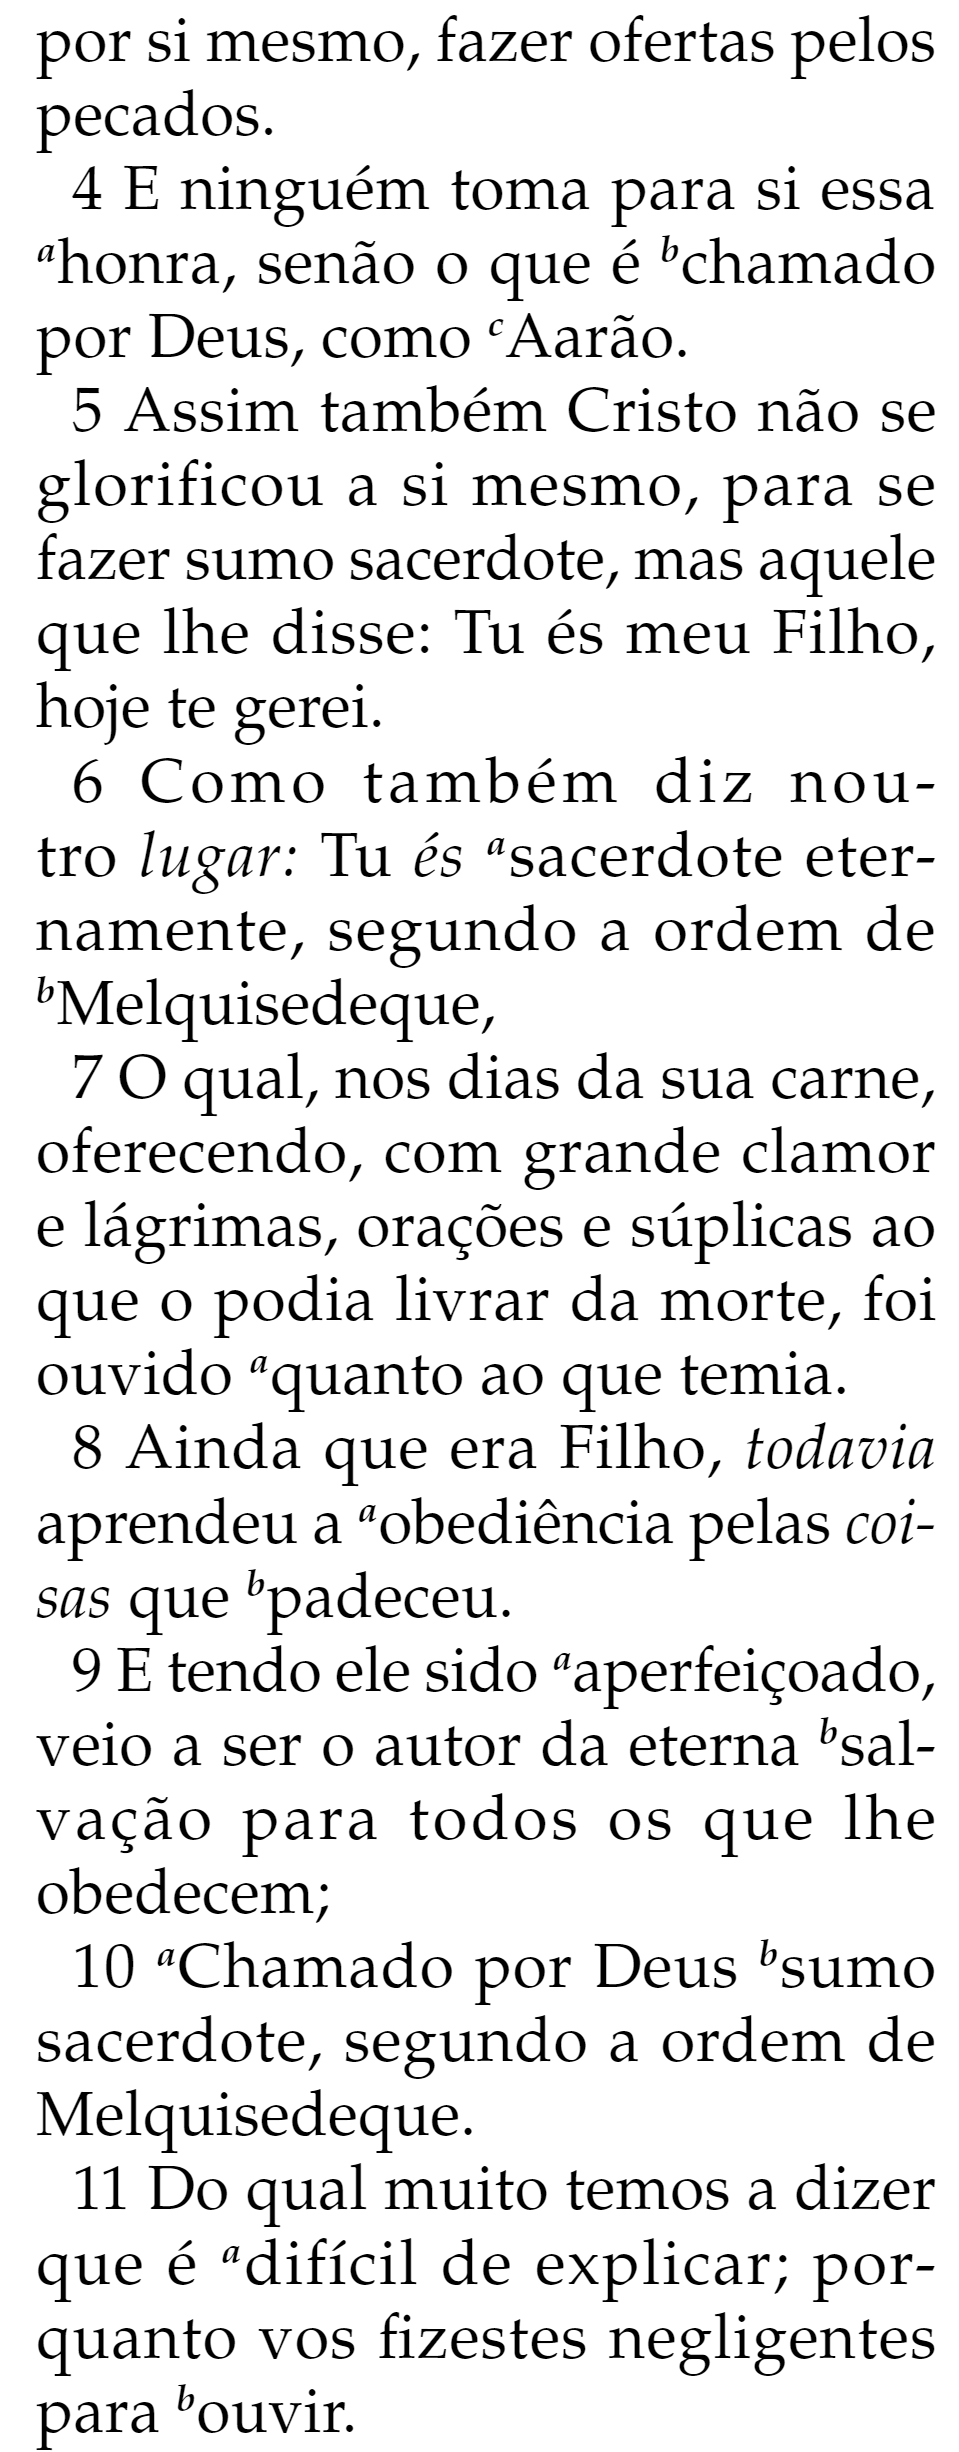 por si mesmo, fazer ofertas pelos
pecados.
4 E ninguém toma para si essa
ᵃhonra, senão o que é ᵇchamado
por Deus, como ᶜAarão.
5 Assim também Cristo não se
glorificou a si mesmo, para se
fazer sumo sacerdote, mas aquele
que lhe disse: Tu és meu Filho,
hoje te gerei.
6 Como também diz nou-
tro lugar: Tu és ᵃsacerdote eter-
namente, segundo a ordem de
ᵇMelquisedeque,
7 O qual, nos dias da sua carne,
oferecendo, com grande clamor
e lágrimas, orações e súplicas ao
que o podia livrar da morte, foi
ouvido ᵃquanto ao que temia.
8 Ainda que era Filho, todavia
aprendeu a ᵃobediência pelas coi-
sas que ᵇpadeceu.
9 E tendo ele sido ᵃaperfeiçoado,
veio a ser o autor da eterna ᵇsal-
vação para todos os que lhe
obedecem;
10 ᵃChamado por Deus ᵇsumo
sacerdote, segundo a ordem de
Melquisedeque.
11 Do qual muito temos a dizer
que é ᵃdifícil de explicar; por-
quanto vos fizestes negligentes
para ᵇouvir.